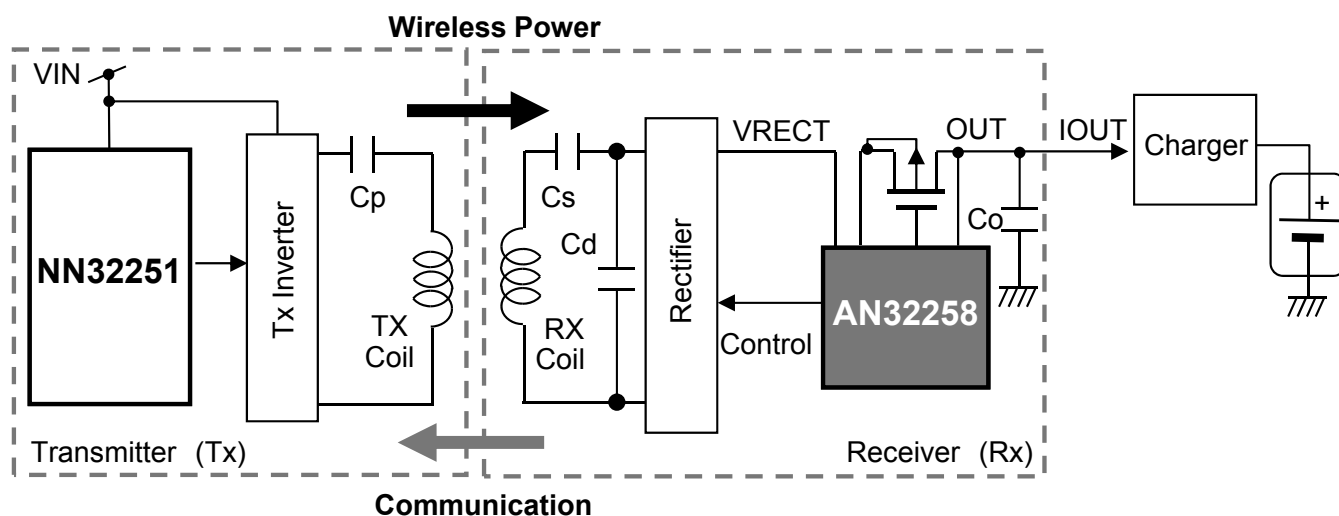 Wireless Power
VIN
NN32251
Tx Inverter
Cp
TX
Coil
Transmitter (Tx)
Cs
Cd
RX
Coil
Rectifier
VRECT
Control
AN32258
OUT
Co
Receiver (Rx)
IOUT
Charger
+
Communication